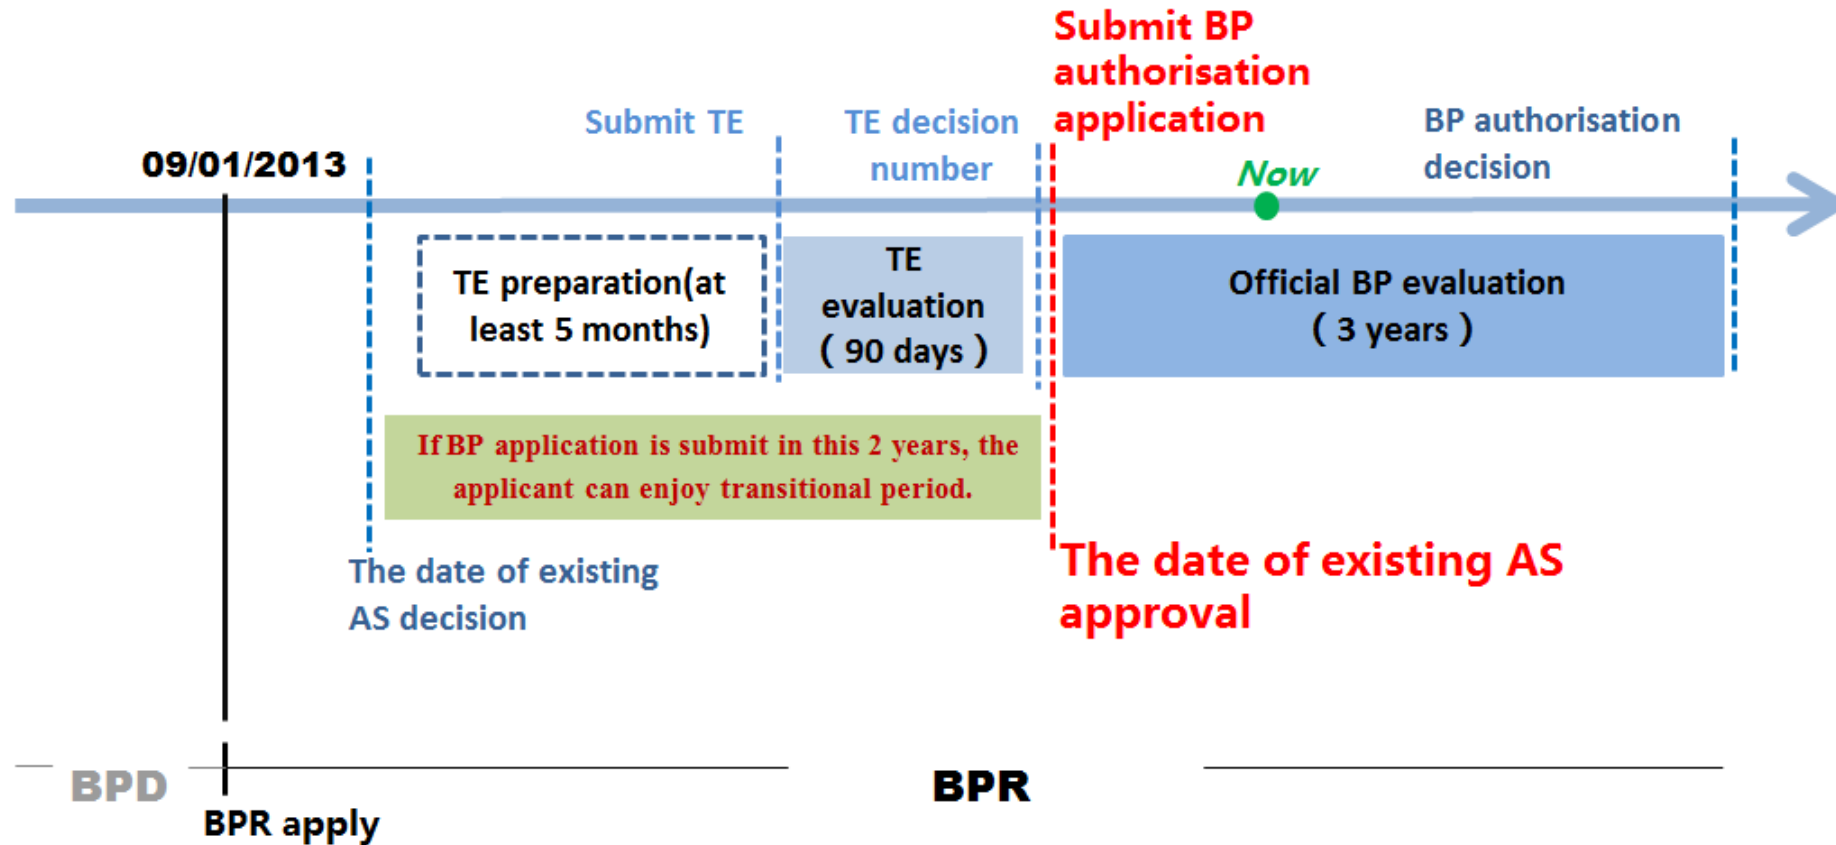 Submit BP
authorisation
application
Submit TE
TE decision
number
BP authorisation
decision
09/01/2013
Now
TE preparation(at
least 5 months)
TE
evaluation
( 90 days )
Official BP evaluation
( 3 years )
If BP application is submit in this 2 years, the
applicant can enjoy transitional period.
The date of existing
AS decision
The date of existing AS
approval
BPD
BPR
BPR apply